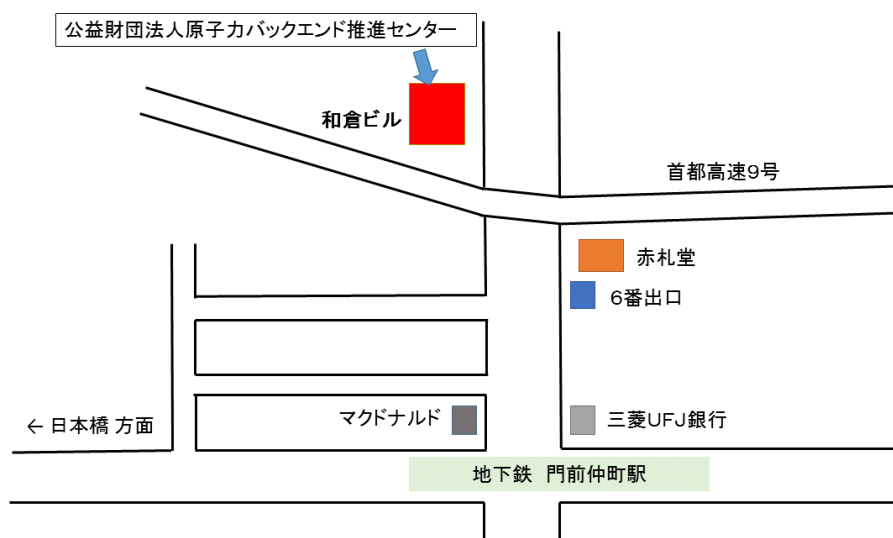 公益財団法人原子力バックエンド推進センター
和倉ビル
首都高速9号
赤札堂
6番出口
マクドナルド
三菱UFJ銀行
← 日本橋 方面
地下鉄 門前仲町駅